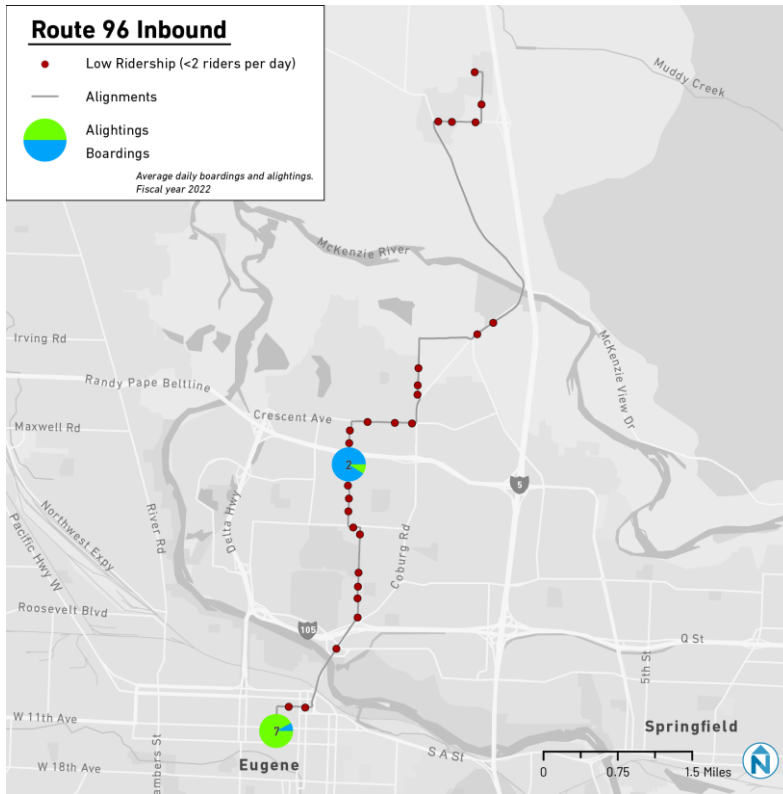 Route 96 Inbound
Low Ridership (<2 riders per day)
Alignments
Alightings
Boardings
Average daily boardings and alightings.
Fiscal year 2022
Muddy Creek
McKenzie River
Irving Rd
Randy Pape Beltline
McKenzie View Dr
Crescent Ave
Maxwell Rd
2
5
Delta Hwy
River Rd
Northwest Expy
Pacific Hwy W
Coburg Rd
Roosevelt Blvd
105
Q St
5th St
W 11th Ave
7
Springfield
Eugene
S A St
W 18th Ave
ambers St
0 0.75 1.5 Miles
N